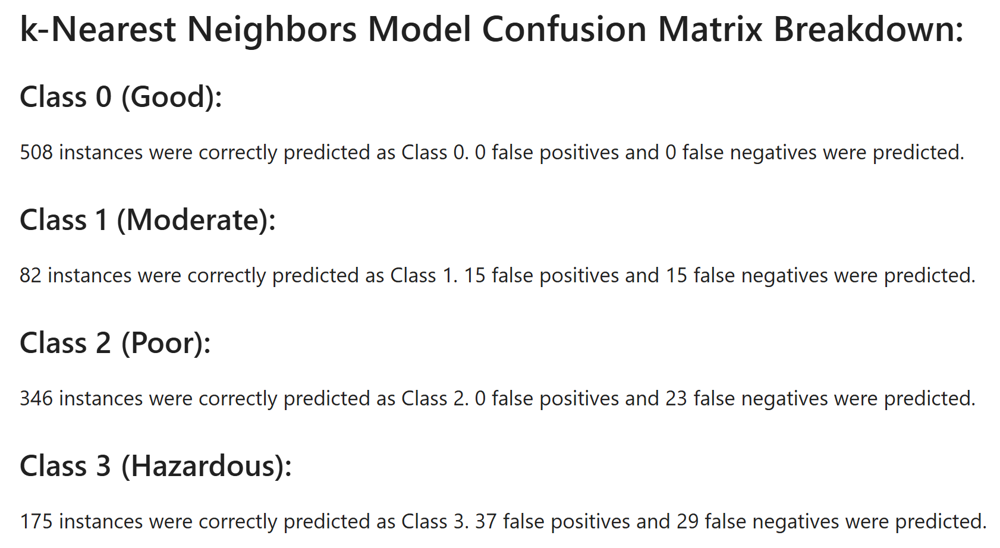 k-Nearest Neighbors Model Confusion Matrix Breakdown:
Class 0 (Good):
508 instances were correctly predicted as Class 0. 0 false positives and 0 false negatives were predicted.
Class 1 (Moderate):
82 instances were correctly predicted as Class 1. 15 false positives and 15 false negatives were predicted.
Class 2 (Poor):
346 instances were correctly predicted as Class 2. 0 false positives and 23 false negatives were predicted.
Class 3 (Hazardous):
175 instances were correctly predicted as Class 3. 37 false positives and 29 false negatives were predicted.